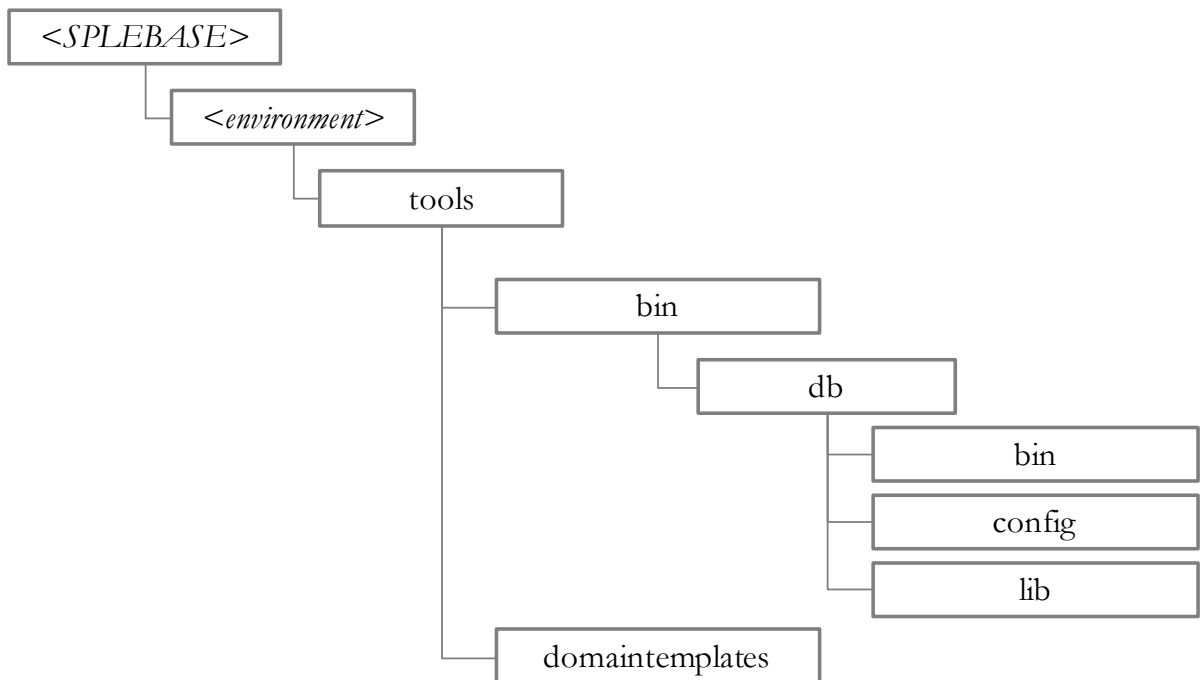 <SPLEBASE>
<environment>
tools
bin
db
bin
config
lib
domaintemplates